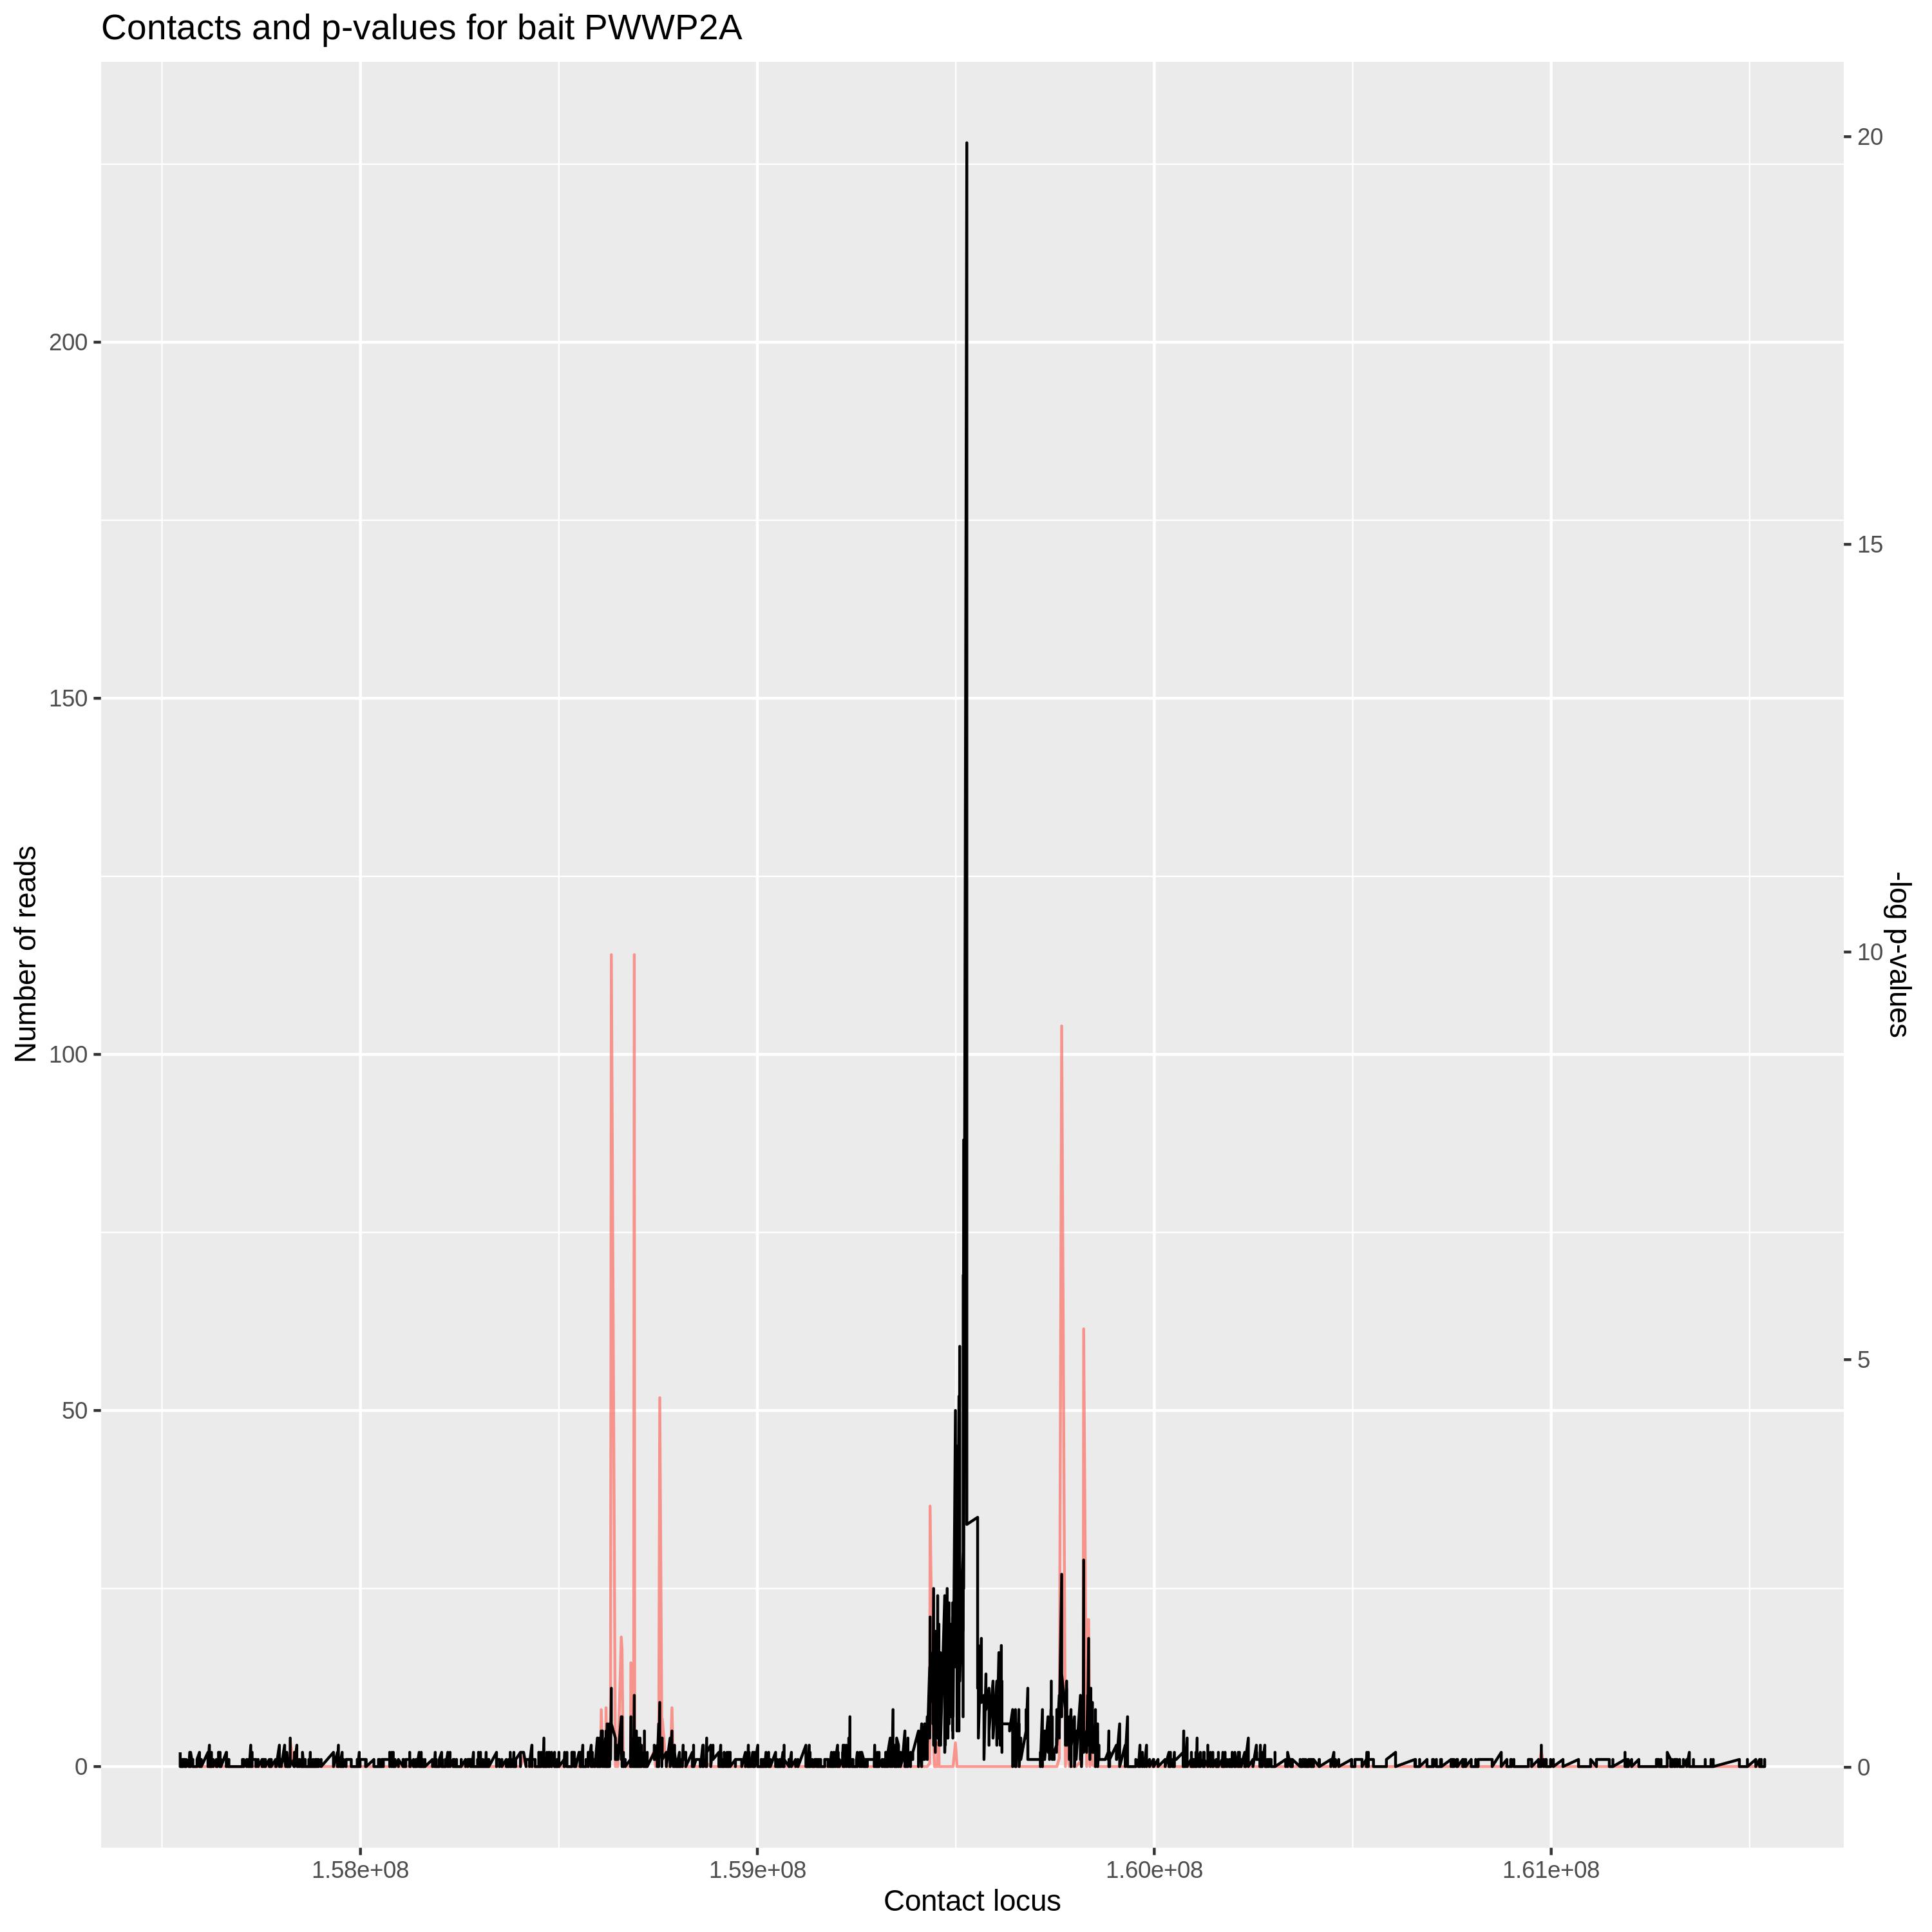 Contacts and p-values for bait PWWP2A
Number of reads
200
150
100
50
0
20
15
10
5
0
-log p-values
1.58e+08
1.59e+08
1.60e+08
1.61e+08
Contact locus